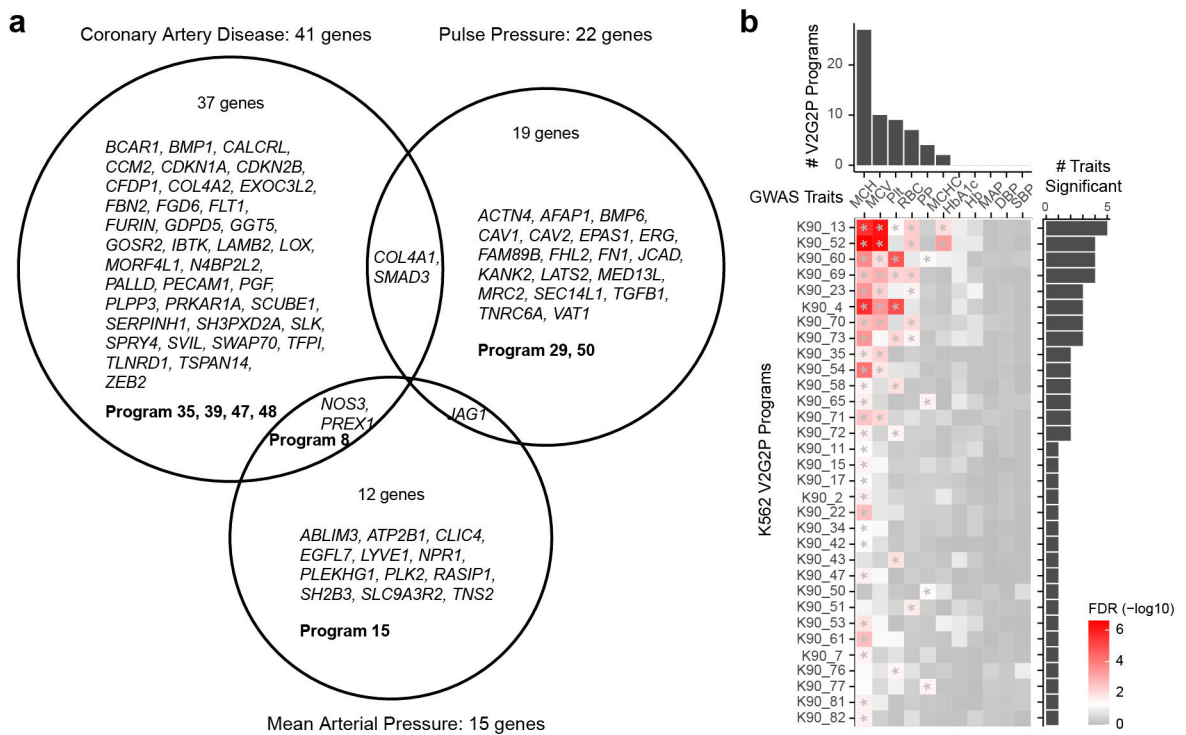 a
Coronary Artery Disease: 41 genes
Pulse Pressure: 22 genes
37 genes
BCAR1, BMP1, CALCRL,
CCM2, CDKN1A, CDKN2B,
CFDP1, COL4A2, EXOC3L2,
FBN2, FGD6, FLT1,
FURIN, GDPD5, GGT5,
GOSR2, IBTK, LAMB2, LOX,
MORF4L1, N4BP2L2,
PALLD, PECAM1, PGF,
PLPP3, PRKAR1A, SCUBE1,
SERPINH1, SH3PXD2A, SLK,
SPRY4, SVIL, SWAP70, TFPI,
TLNRD1, TSPAN14,
ZEB2
Program 35, 39, 47, 48
COL4A1,
SMAD3
19 genes
ACTN4, AFAP1, BMP6,
CAV1, CAV2, EPAS1, ERG,
FAM89B, FHL2, FN1, JCAD,
KANK2, LATS2, MED13L,
MRC2, SEC14L1, TGFB1,
TNRC6A, VAT1
Program 29, 50
NOS3,
PREX1
Program 8
JAG1
12 genes
ABLIM3, ATP2B1, CLIC4,
EGFL7, LYVE1, NPR1,
PLEKHG1, PLK2, RASIP1,
SH2B3, SLC9A3R2, TNS2
Program 15
Mean Arterial Pressure: 15 genes
b
# V2G2P Programs
20
10
0
GWAS Traits
MCH
MCV
Plt
RBC
PP
MCHC
HbA1c
Hb
MAP
DBP
SBP
# Traits
Significant
0
5
K562 V2G2P Programs
K90_13
K90_52
K90_60
K90_69
K90_23
K90_4
K90_70
K90_73
K90_35
K90_54
K90_58
K90_65
K90_71
K90_72
K90_11
K90_15
K90_17
K90_2
K90_22
K90_34
K90_42
K90_43
K90_47
K90_50
K90_51
K90_53
K90_61
K90_7
K90_76
K90_77
K90_81
K90_82
FDR (−log10)
6
4
2
0